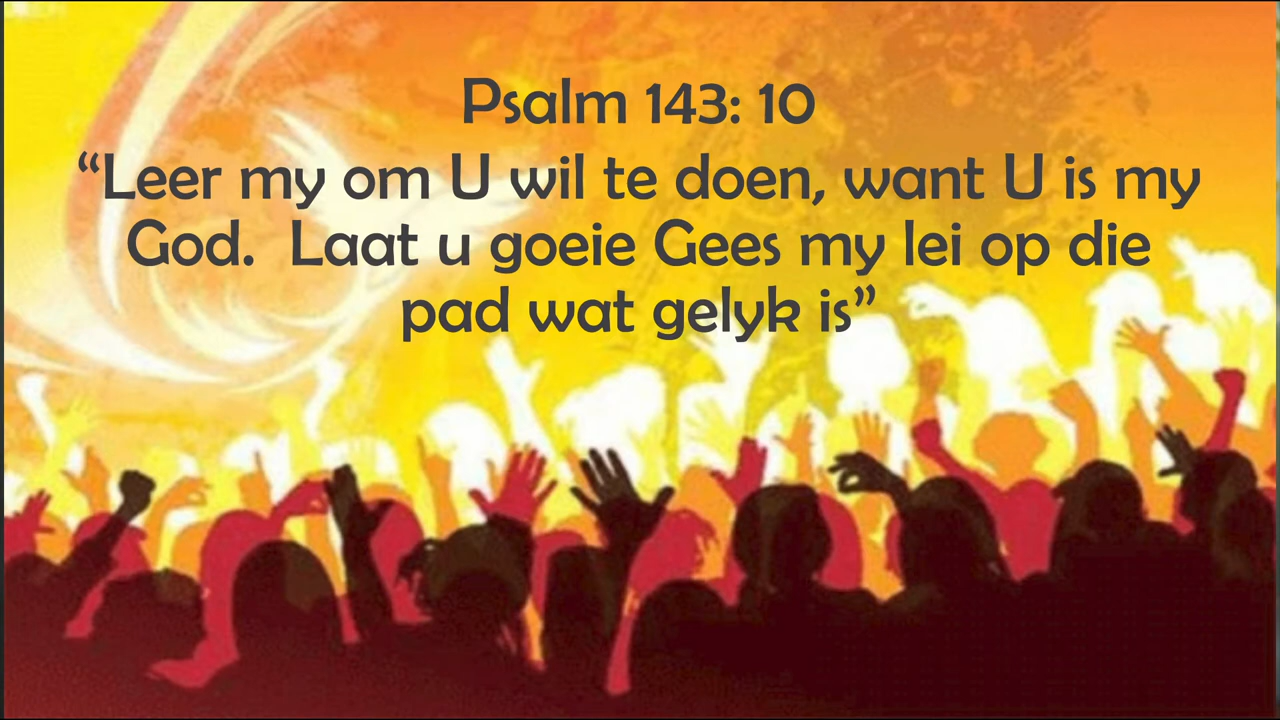 Psalm 143: 10
“Leer my om U wil te doen, want U is my
God.  Laat u goeie Gees my lei op die
pad wat gelyk is”